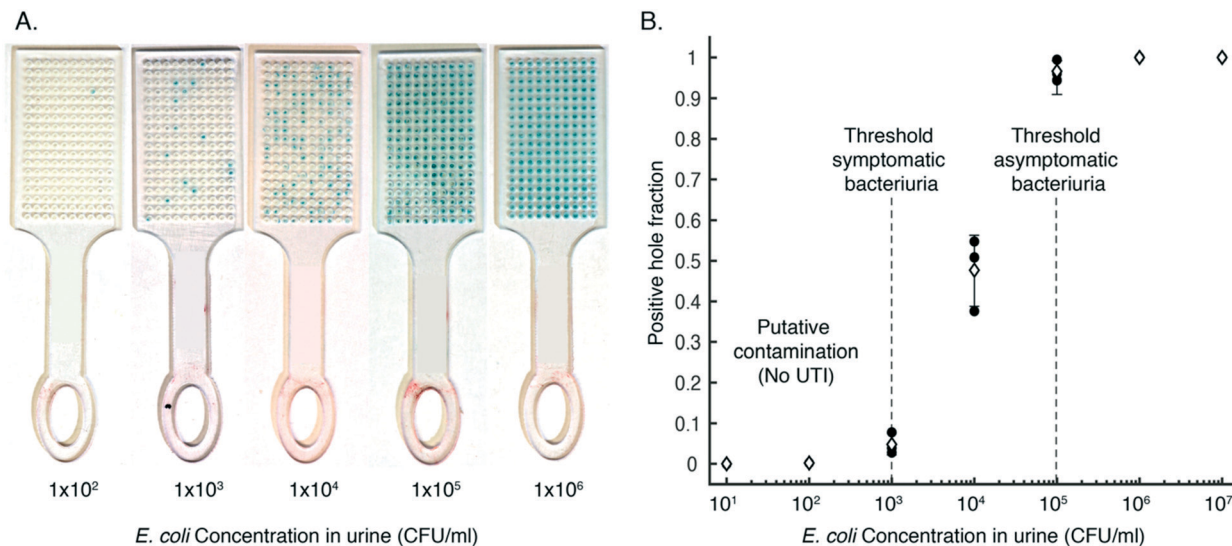 A.
1x10²
1x10³
1x10⁴
1x10⁵
1x10⁶
E. coli Concentration in urine (CFU/ml)
B.
Positive hole fraction
1
0.9
0.8
0.7
0.6
0.5
0.4
0.3
0.2
0.1
0
Threshold
symptomatic
bacteriuria
Threshold
asymptomatic
bacteriuria
Putative
contamination
(No UTI)
10¹
10²
10³
10⁴
10⁵
10⁶
10⁷
E. coli Concentration in urine (CFU/ml)